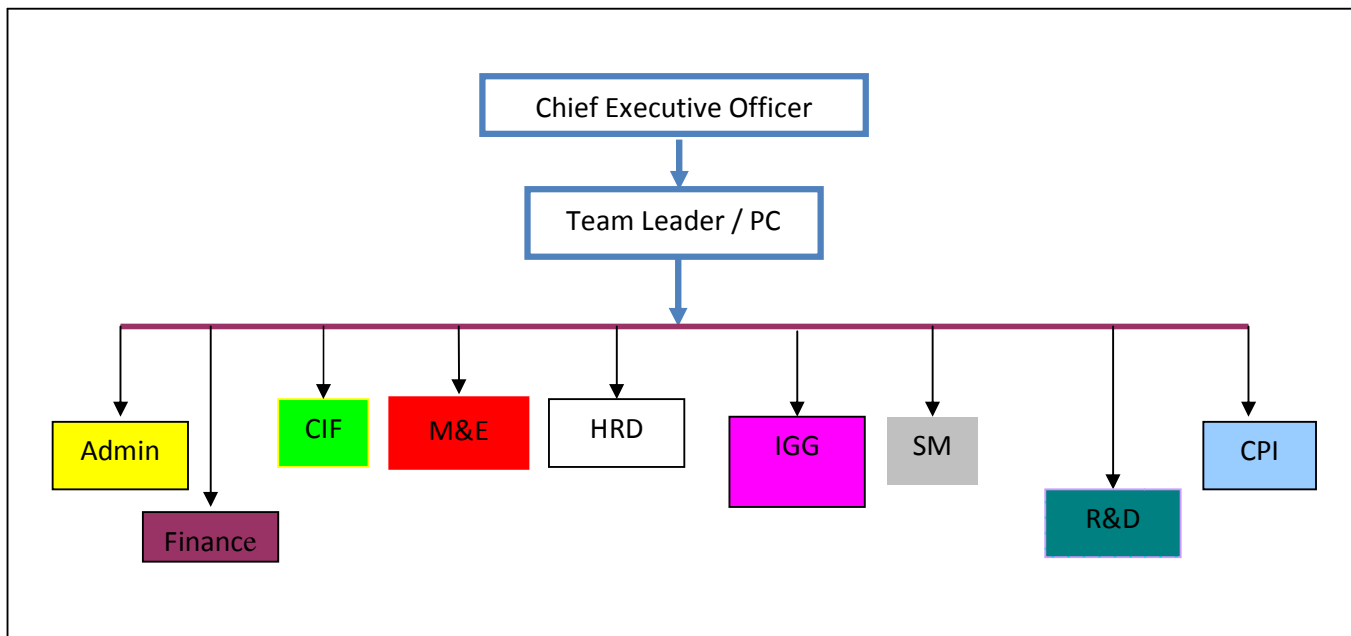 Chief Executive Officer
Team Leader / PC
Admin
Finance
CIF
M&E
HRD
IGG
SM
R&D
CPI